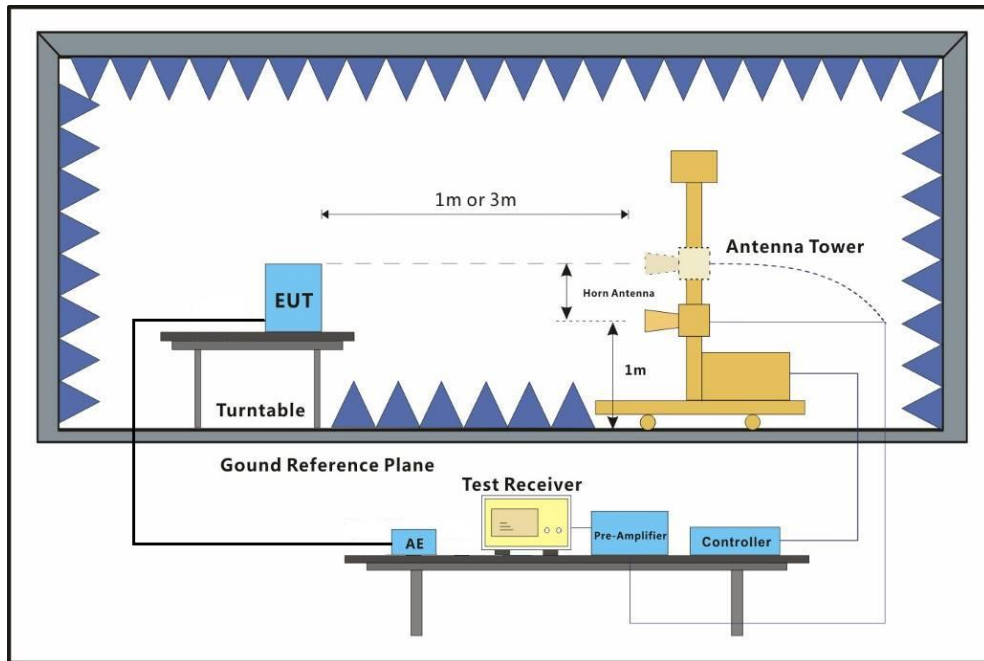 1m or 3m
Antenna Tower
EUT
Horn Antenna
1m
Turntable
Gound Reference Plane
Test Receiver
AE
Pre-Amplifier
Controller